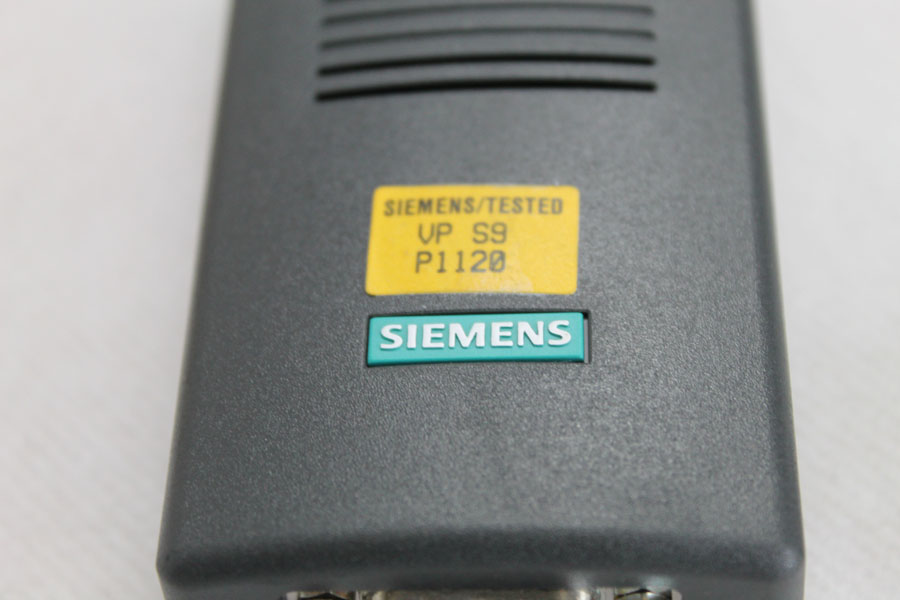 SIEMENS/TESTED
VP S9
P1120
SIEMENS